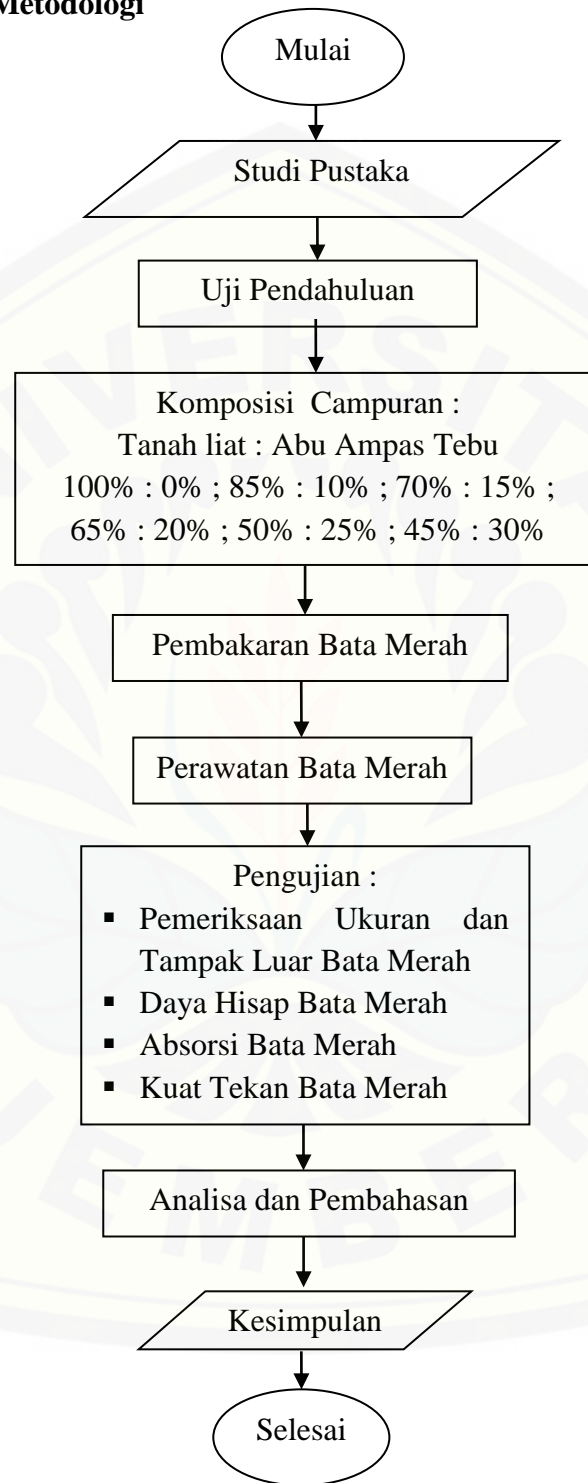 Metodologi
Mulai
Studi Pustaka
Uji Pendahuluan
Komposisi Campuran :
Tanah liat : Abu Ampas Tebu
100% : 0% ; 85% : 10% ; 70% : 15% ;
65% : 20% ; 50% : 25% ; 45% : 30%
Pembakaran Bata Merah
Perawatan Bata Merah
Pengujian :
▪ Pemeriksaan Ukuran dan
Tampak Luar Bata Merah
▪ Daya Hisap Bata Merah
▪ Absorsi Bata Merah
▪ Kuat Tekan Bata Merah
Analisa dan Pembahasan
Kesimpulan
Selesai